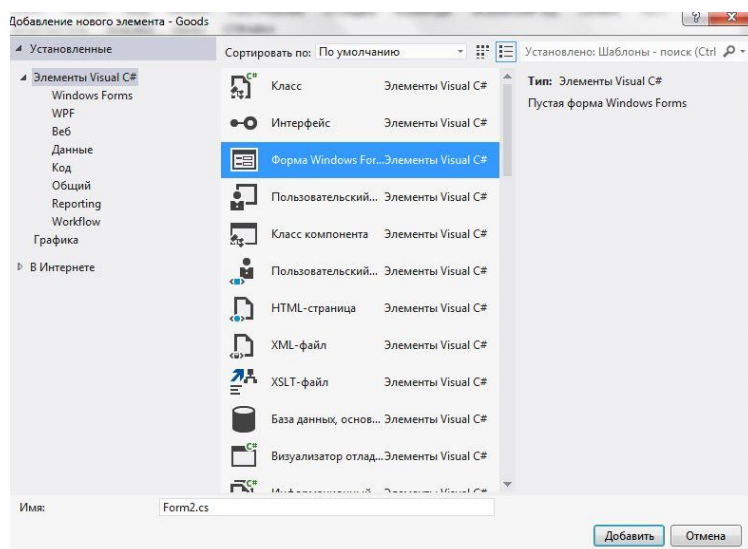 Добавление нового элемента - Goods
Установленные
Элементы Visual C#
Windows Forms
WPF
Веб
Данные
Код
Общий
Reporting
Workflow
Графика
В Интернете
Сортировать по: По умолчанию
Класс Элементы Visual C#
Интерфейс Элементы Visual C#
Форма Windows For...Элементы Visual C#
Пользовательский... Элементы Visual C#
Класс компонента Элементы Visual C#
Пользовательский... Элементы Visual C#
HTML-страница Элементы Visual C#
XML-файл Элементы Visual C#
XSLT-файл Элементы Visual C#
База данных, основ... Элементы Visual C#
Визуализатор отлад...Элементы Visual C#
Установлено: Шаблоны - поиск (Ctrl
Тип: Элементы Visual C#
Пустая форма Windows Forms
Имя: Form2.cs
Добавить Отмена